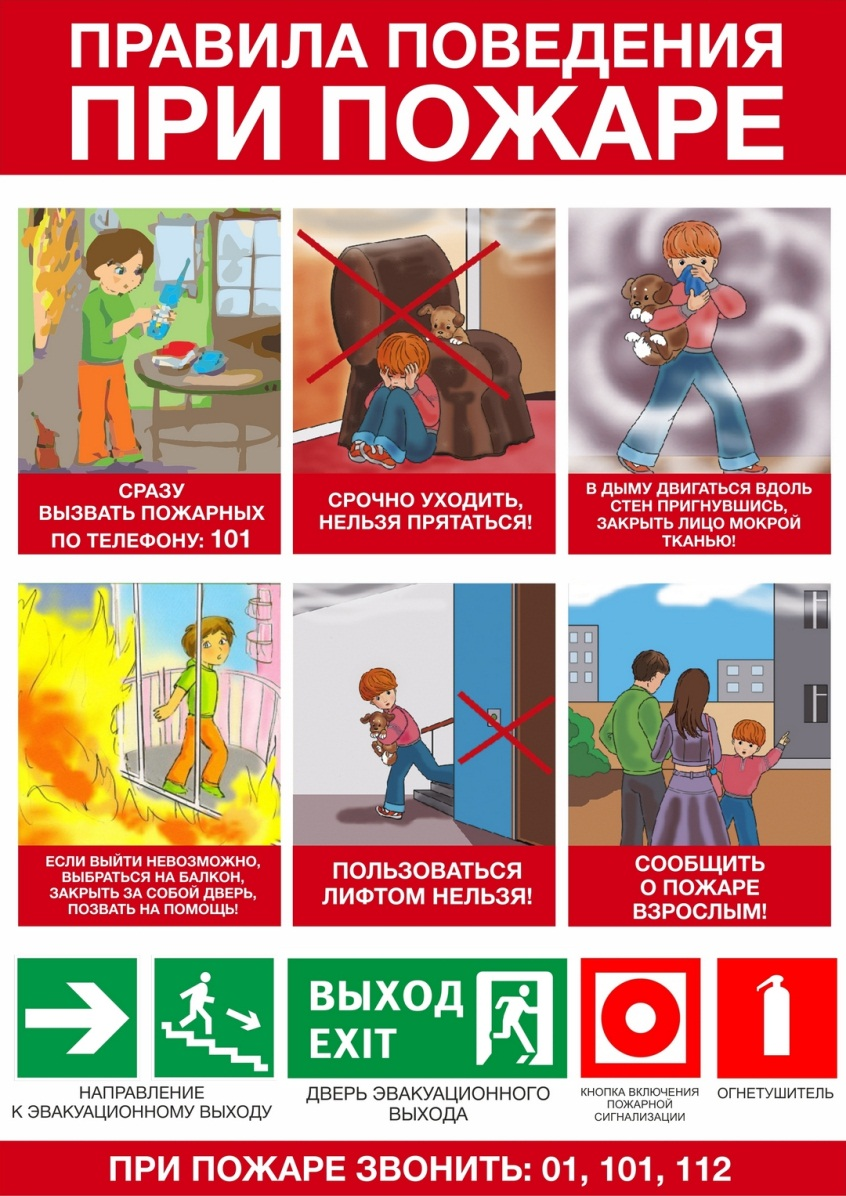 ПРАВИЛА ПОВЕДЕНИЯ
ПРИ ПОЖАРЕ
СРАЗУ
ВЫЗВАТЬ ПОЖАРНЫХ
ПО ТЕЛЕФОНУ: 101
СРОЧНО УХОДИТЬ,
НЕЛЬЗЯ ПРЯТАТЬСЯ!
В ДЫМУ ДВИГАТЬСЯ ВДОЛЬ
СТЕН ПРИГНУВШИСЬ,
ЗАКРЫТЬ ЛИЦО МОКРОЙ
ТКАНЬЮ!
ЕСЛИ ВЫЙТИ НЕВОЗМОЖНО,
ВЫБРАТЬСЯ НА БАЛКОН,
ЗАКРЫТЬ ЗА СОБОЙ ДВЕРЬ,
ПОЗВАТЬ НА ПОМОЩЬ!
ПОЛЬЗОВАТЬСЯ
ЛИФТОМ НЕЛЬЗЯ!
СООБЩИТЬ
О ПОЖАРЕ
ВЗРОСЛЫМ!
НАПРАВЛЕНИЕ
К ЭВАКУАЦИОННОМУ ВЫХОДУ
ВЫХОД
EXIT
ДВЕРЬ ЭВАКУАЦИОННОГО
ВЫХОДА
КНОПКА ВКЛЮЧЕНИЯ
ПОЖАРНОЙ
СИГНАЛИЗАЦИИ
ОГНЕТУШИТЕЛЬ
ПРИ ПОЖАРЕ ЗВОНИТЬ: 01, 101, 112